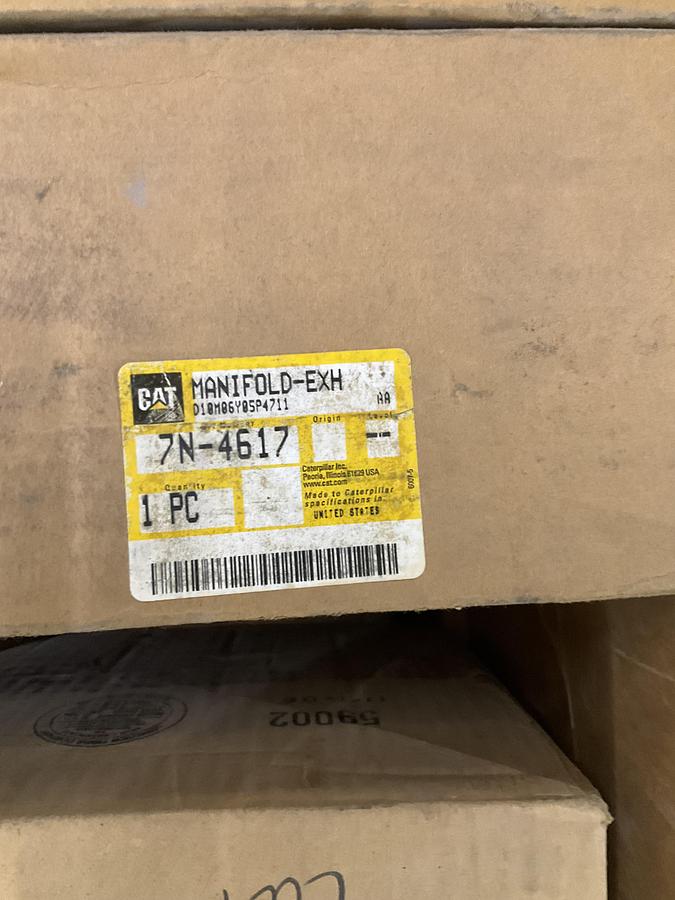 CAT
MANIFOLD-EXH
D10M06Y05P4711
AA
Origin
7N-4617
--
Quantity
1 PC
Caterpillar Inc.
Peoria, Illinois 61629 USA
www.cat.com
Made to Caterpillar
specifications in
UNITED STATES
59002